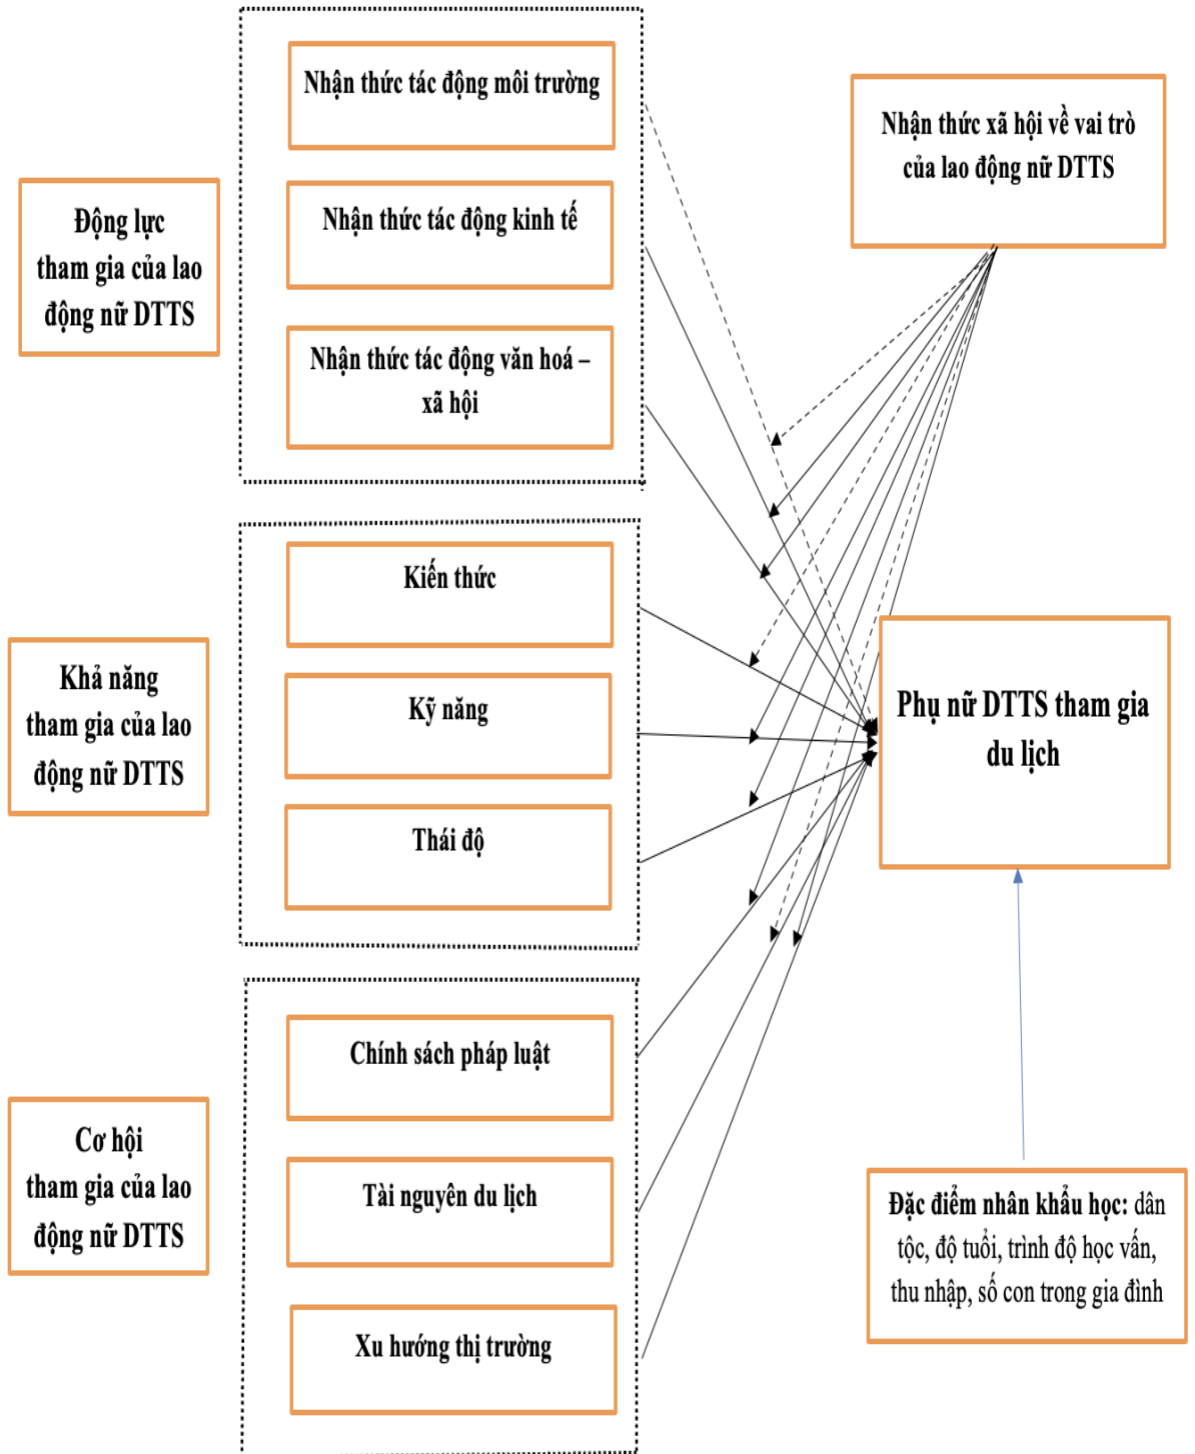 Động lực
tham gia của lao
động nữ DTTS
Nhận thức tác động môi trường
Nhận thức tác động kinh tế
Nhận thức tác động văn hoá –
xã hội
Nhận thức xã hội về vai trò
của lao động nữ DTTS
Khả năng
tham gia của lao
động nữ DTTS
Kiến thức
Kỹ năng
Thái độ
Phụ nữ DTTS tham gia
du lịch
Cơ hội
tham gia của lao
động nữ DTTS
Chính sách pháp luật
Tài nguyên du lịch
Xu hướng thị trường
Đặc điểm nhân khẩu học: dân
tộc, độ tuổi, trình độ học vấn,
thu nhập, số con trong gia đình